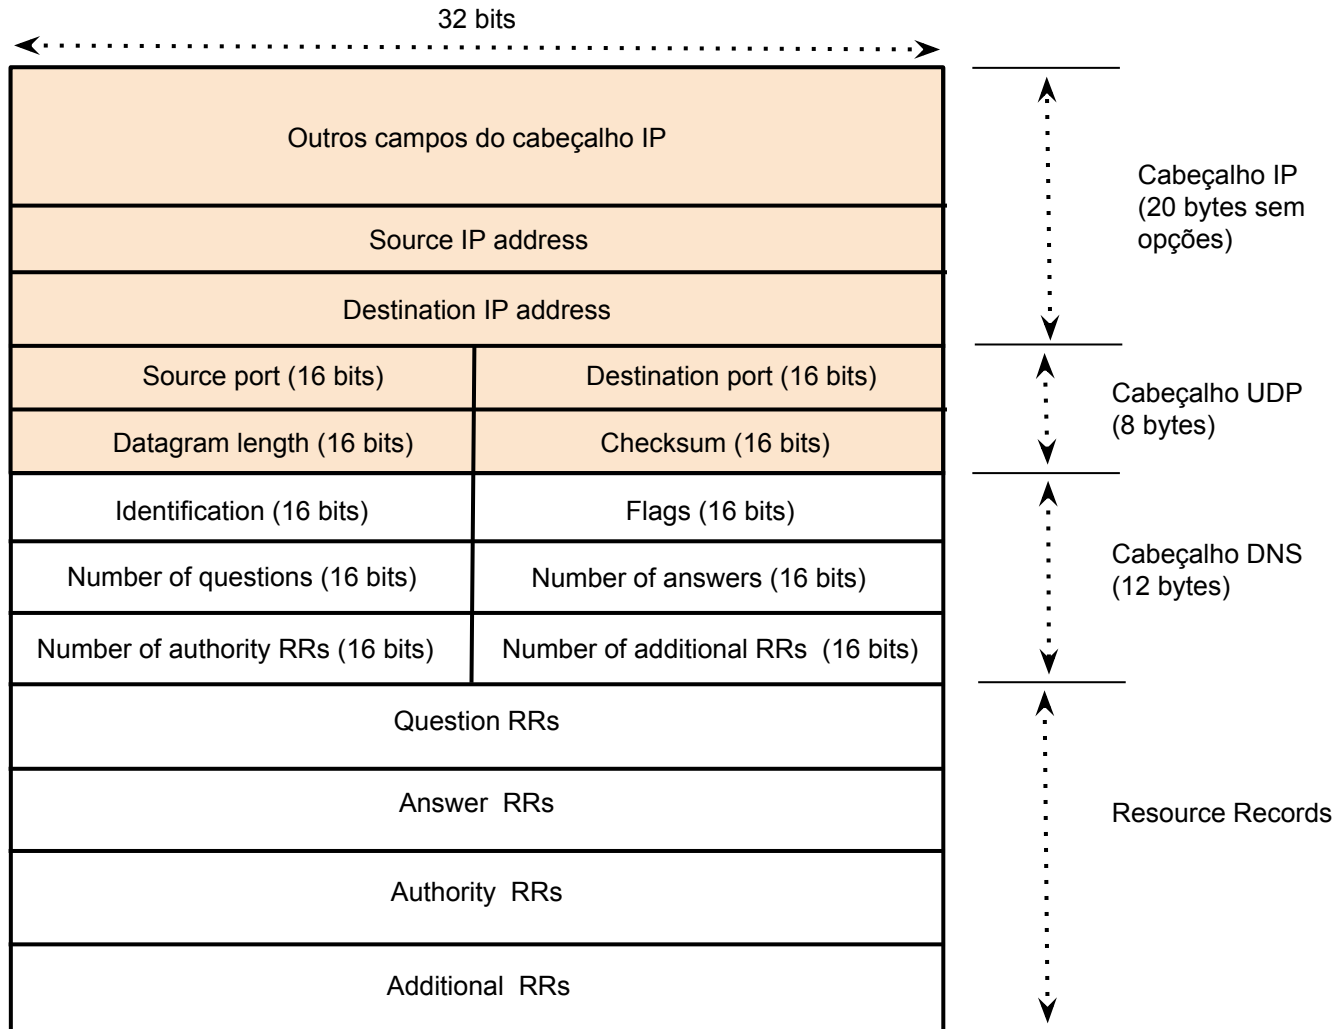 32 bits
Outros campos do cabeçalho IP
Cabeçalho IP
(20 bytes sem
opções)
Source IP address
Destination IP address
Source port (16 bits)
Destination port (16 bits)
Cabeçalho UDP
(8 bytes)
Datagram length (16 bits)
Checksum (16 bits)
Identification (16 bits)
Flags (16 bits)
Cabeçalho DNS
(12 bytes)
Number of questions (16 bits)
Number of answers (16 bits)
Number of authority RRs (16 bits)
Number of additional RRs (16 bits)
Question RRs
Answer RRs
Resource Records
Authority RRs
Additional RRs